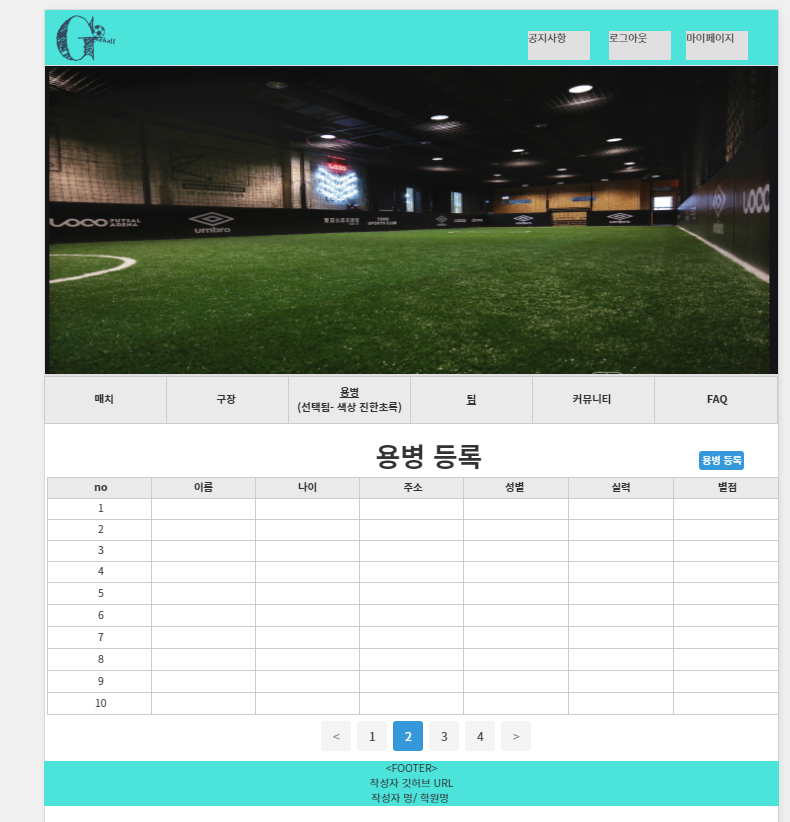 공지사항 로그아웃 마이페이지
LOCO FUTSAL ARENA
umbro
LOCO
매치 구장 용병 팀 커뮤니티 FAQ
(선택됨- 색상 진한초록)
용병 등록
용병 등록
no 이름 나이 주소 성별 실력 별점
1
2
3
4
5
6
7
8
9
10
< 1 2 3 4 >
<FOOTER>
작성자 깃허브 URL
작성자 명/ 학원명